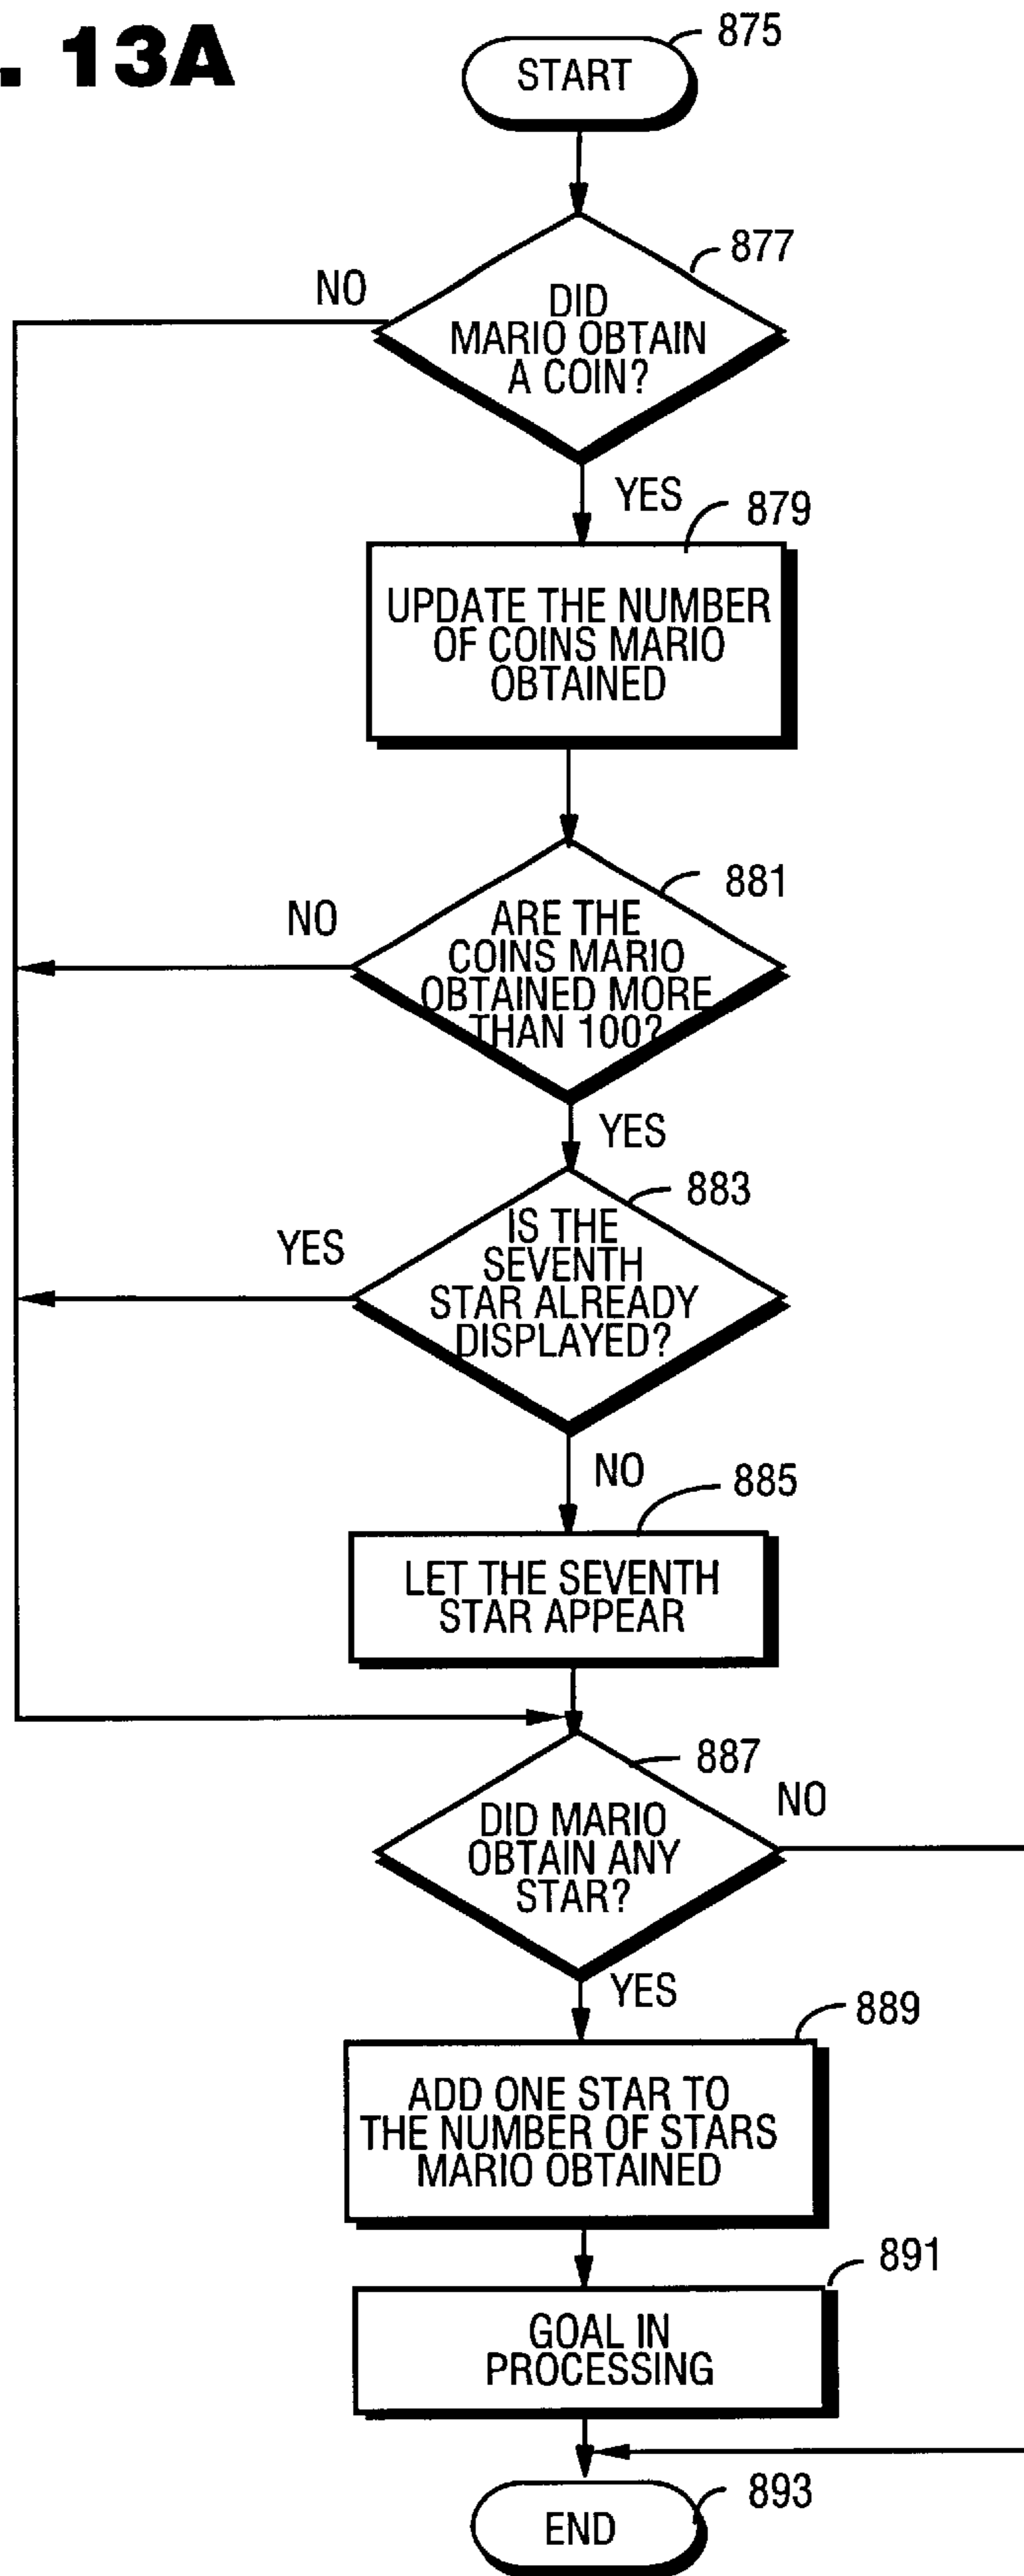 . 13A
875
START
877
NO
DID
MARIO OBTAIN
A COIN?
YES
879
UPDATE THE NUMBER
OF COINS MARIO
OBTAINED
881
NO
ARE THE
COINS MARIO
OBTAINED MORE
THAN 100?
YES
883
YES
IS THE
SEVENTH
STAR ALREADY
DISPLAYED?
NO
885
LET THE SEVENTH
STAR APPEAR
887
NO
DID MARIO
OBTAIN ANY
STAR?
YES
889
ADD ONE STAR TO
THE NUMBER OF STARS
MARIO OBTAINED
891
GOAL IN
PROCESSING
893
END